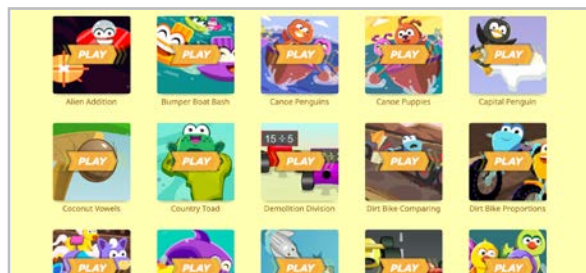 PLAY PLAY PLAY PLAY PLAY
Alien Addition Bumper Boat Bash Canoe Penguins Canoe Puppies Capital Penguin
15 ÷ 5
PLAY PLAY PLAY PLAY PLAY
Coconut Vowels Country Toad Demolition Division Dirt Bike Comparing Dirt Bike Proportions
PLAY PLAY PLAY PLAY PLAY